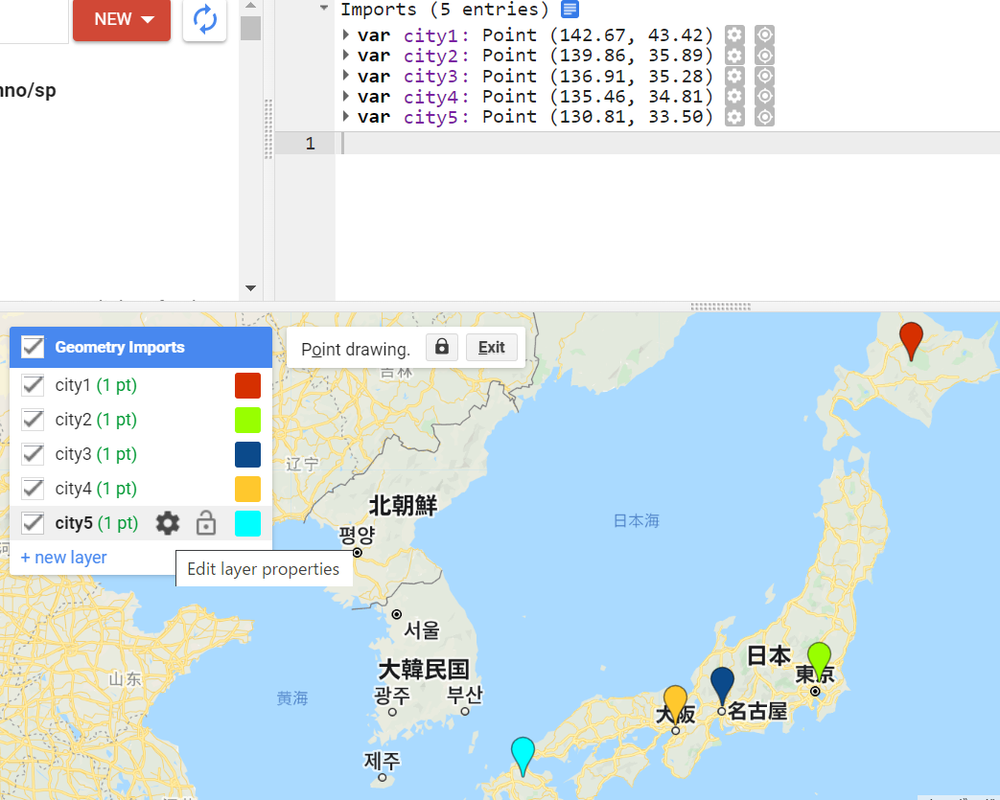 NEW
Imports (5 entries)
nno/sp
var city1: Point (142.67, 43.42)
var city2: Point (139.86, 35.89)
var city3: Point (136.91, 35.28)
var city4: Point (135.46, 34.81)
var city5: Point (130.81, 33.50)
1
Geometry Imports
city1 (1 pt)
city2 (1 pt)
city3 (1 pt)
city4 (1 pt)
city5 (1 pt)
+ new layer
Edit layer properties
Point drawing.
Exit
吉林
辽宁
北朝鮮
평양
日本海
서울
大韓民国
광주
부산
제주
山东
黄海
日本
東京
名古屋
大阪